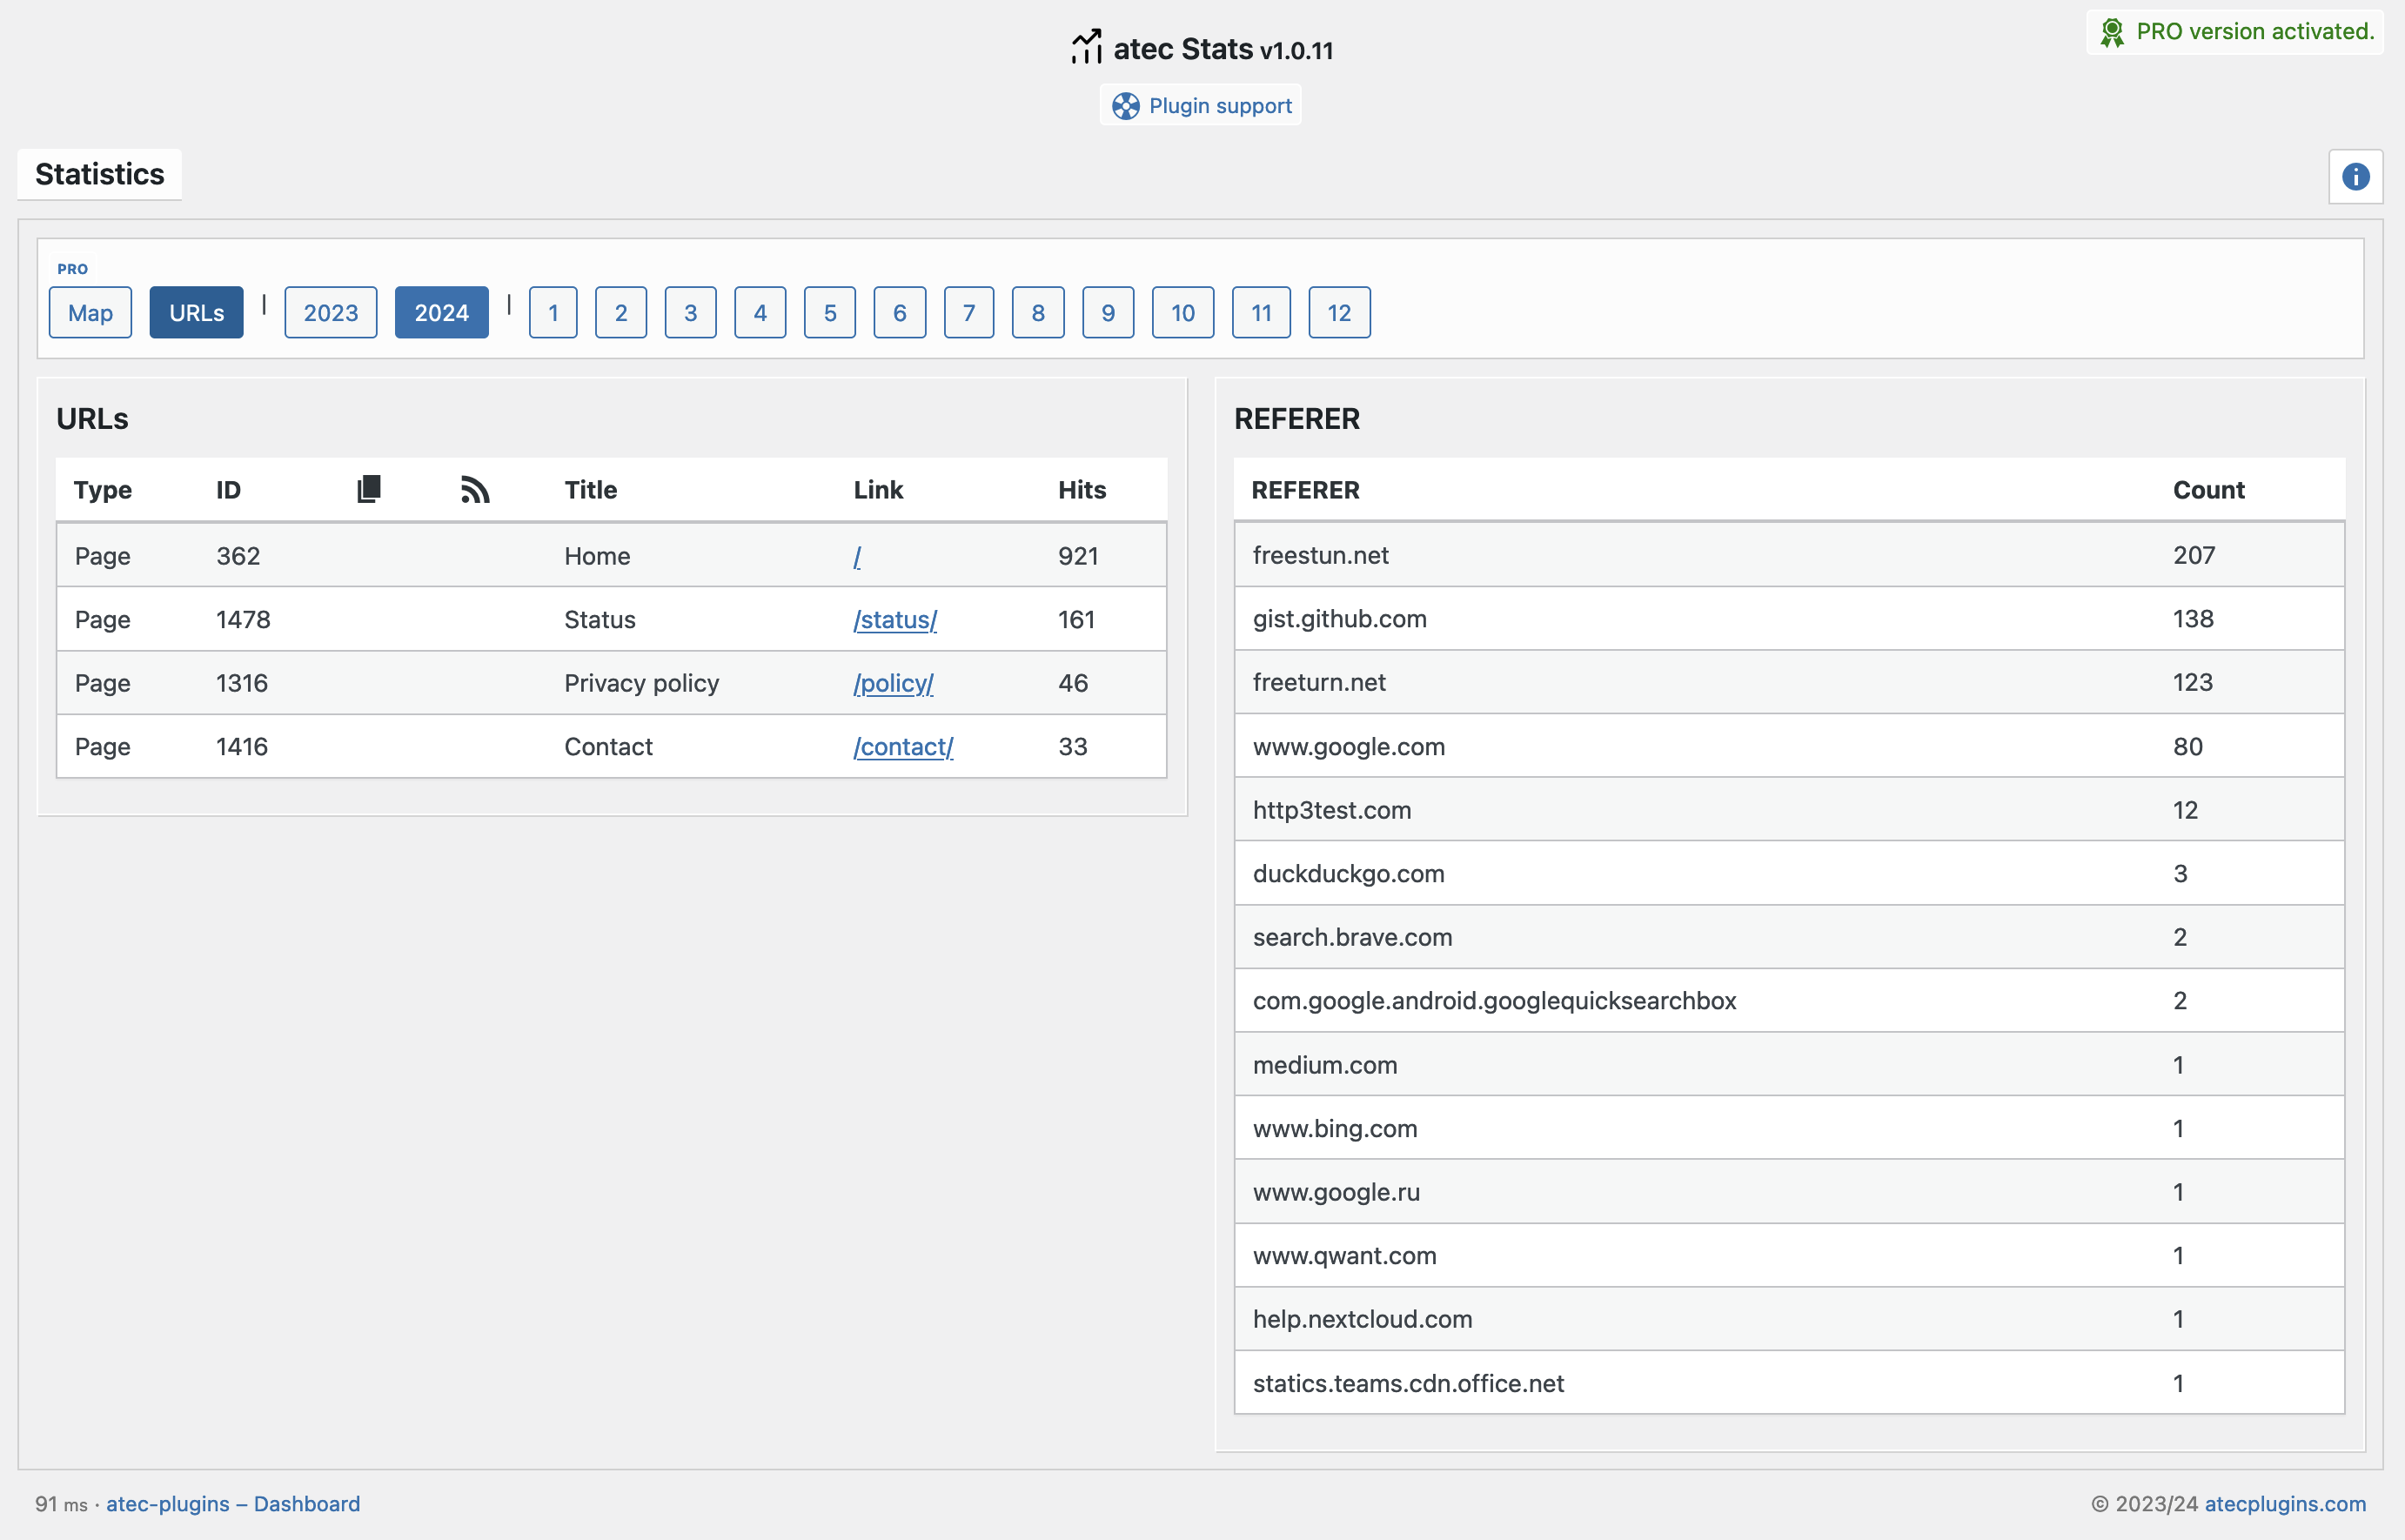 PRO version activated.
atec Stats v1.0.11
Plugin support
Statistics
PRO
Map URLs | 2023 2024 | 1 2 3 4 5 6 7 8 9 10 11 12
URLs
Type ID Title Link Hits
Page 362 Home / 921
Page 1478 Status /status/ 161
Page 1316 Privacy policy /policy/ 46
Page 1416 Contact /contact/ 33
REFERER
REFERER Count
freestun.net 207
gist.github.com 138
freeturn.net 123
www.google.com 80
http3test.com 12
duckduckgo.com 3
search.brave.com 2
com.google.android.googlequicksearchbox 2
medium.com 1
www.bing.com 1
www.google.ru 1
www.qwant.com 1
help.nextcloud.com 1
statics.teams.cdn.office.net 1
91 ms · atec-plugins – Dashboard
© 2023/24 atecplugins.com